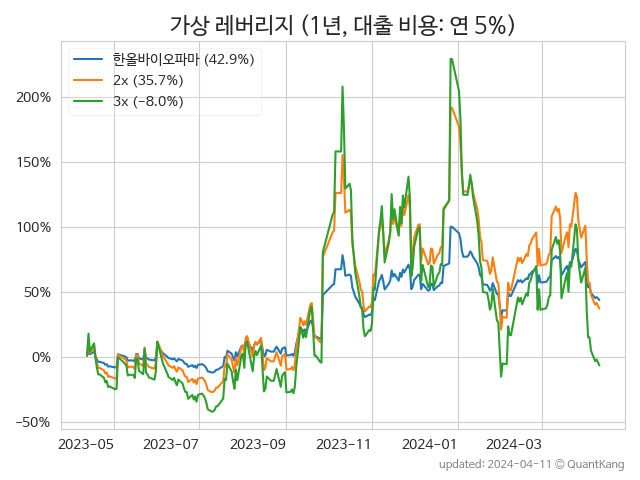 가상 레버리지 (1년, 대출 비용: 연 5%)
한올바이오파마 (42.9%)
2x (35.7%)
3x (−8.0%)
200%
150%
100%
50%
0%
−50%
2023-05 2023-07 2023-09 2023-11 2024-01 2024-03
updated: 2024-04-11 © QuantKang